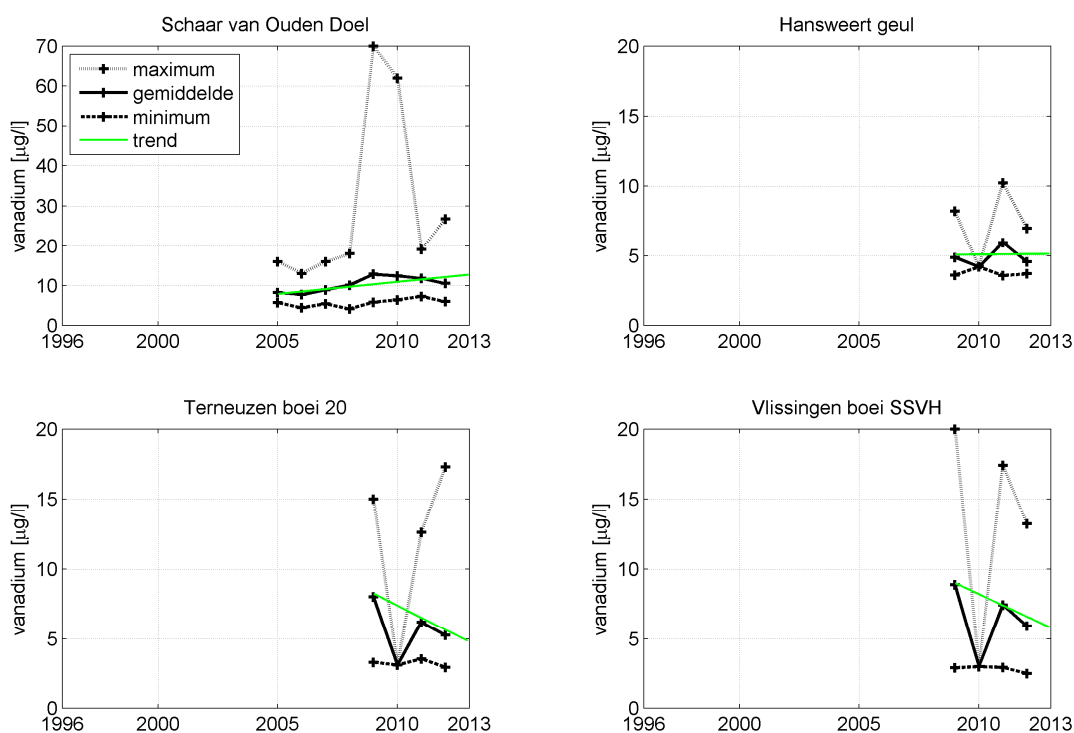 Schaar van Ouden Doel
vanadium [µg/l]
70
60
50
40
30
20
10
0
1996 2000 2005 2010 2013
maximum
gemiddelde
minimum
trend
Hansweert geul
vanadium [µg/l]
20
15
10
5
0
1996 2000 2005 2010 2013
Terneuzen boei 20
vanadium [µg/l]
20
15
10
5
0
1996 2000 2005 2010 2013
Vlissingen boei SSVH
vanadium [µg/l]
20
15
10
5
0
1996 2000 2005 2010 2013